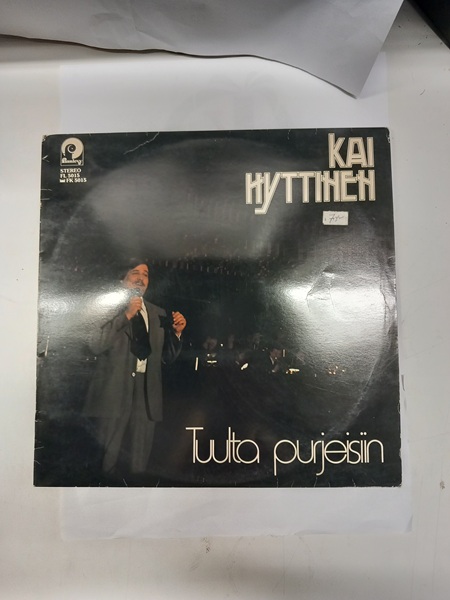 STEREO
FL 5015
FK 5015
KAI
HYTTINEN
Tuulta purjeisiin